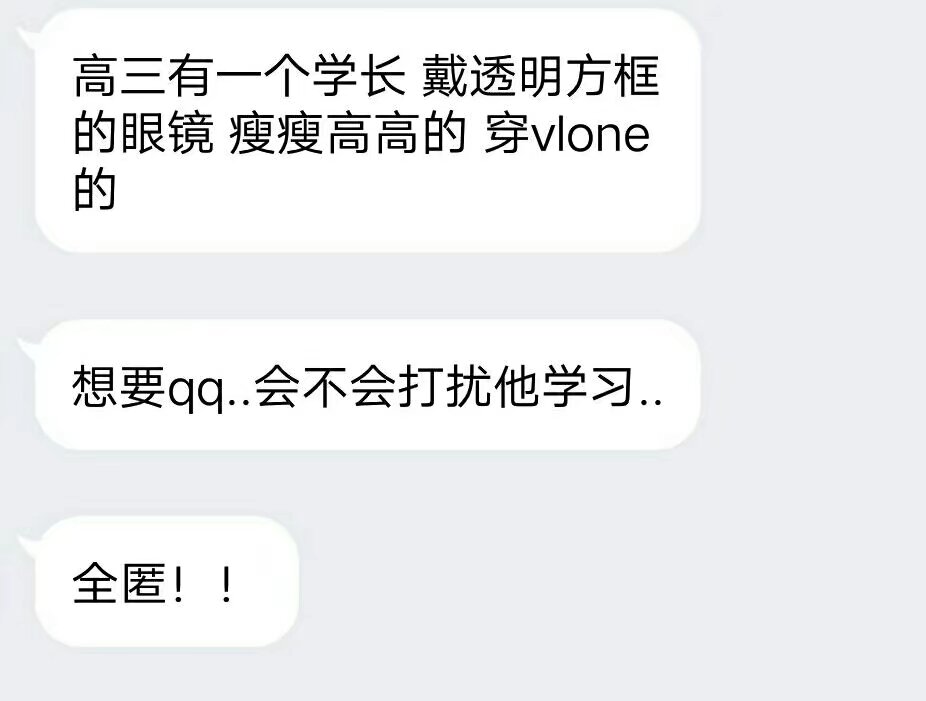 高三有一个学长 戴透明方框
的眼镜 瘦瘦高高的 穿vlone
的
想要qq..会不会打扰他学习..
全匿！！